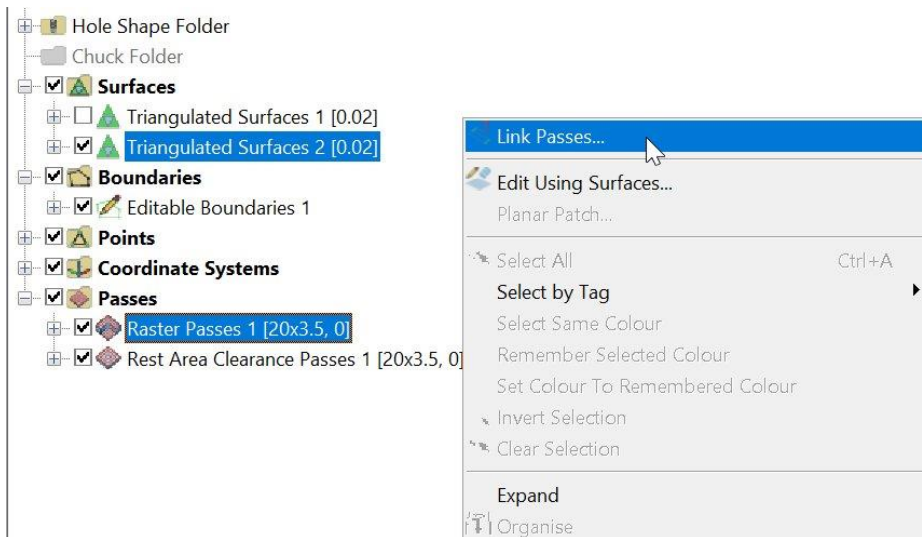 Hole Shape Folder
Chuck Folder
Surfaces
Triangulated Surfaces 1 [0.02]
Triangulated Surfaces 2 [0.02]
Boundaries
Editable Boundaries 1
Points
Coordinate Systems
Passes
Raster Passes 1 [20x3.5, 0]
Rest Area Clearance Passes 1 [20x3.5, 0]
Link Passes...
Edit Using Surfaces...
Planar Patch...
Select All Ctrl+A
Select by Tag
Select Same Colour
Remember Selected Colour
Set Colour To Remembered Colour
Invert Selection
Clear Selection
Expand
Organise